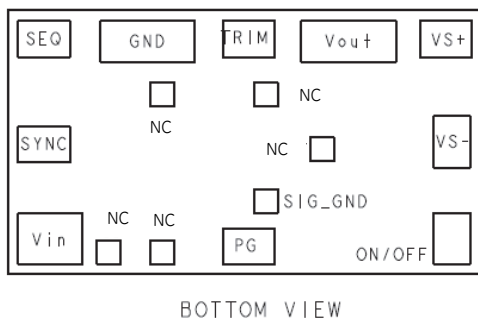 SEQ GND TRIM Vout VS+
NC
NC
SYNC NC VS-
SIG_GND
NC NC
Vin PG ON/OFF
BOTTOM VIEW